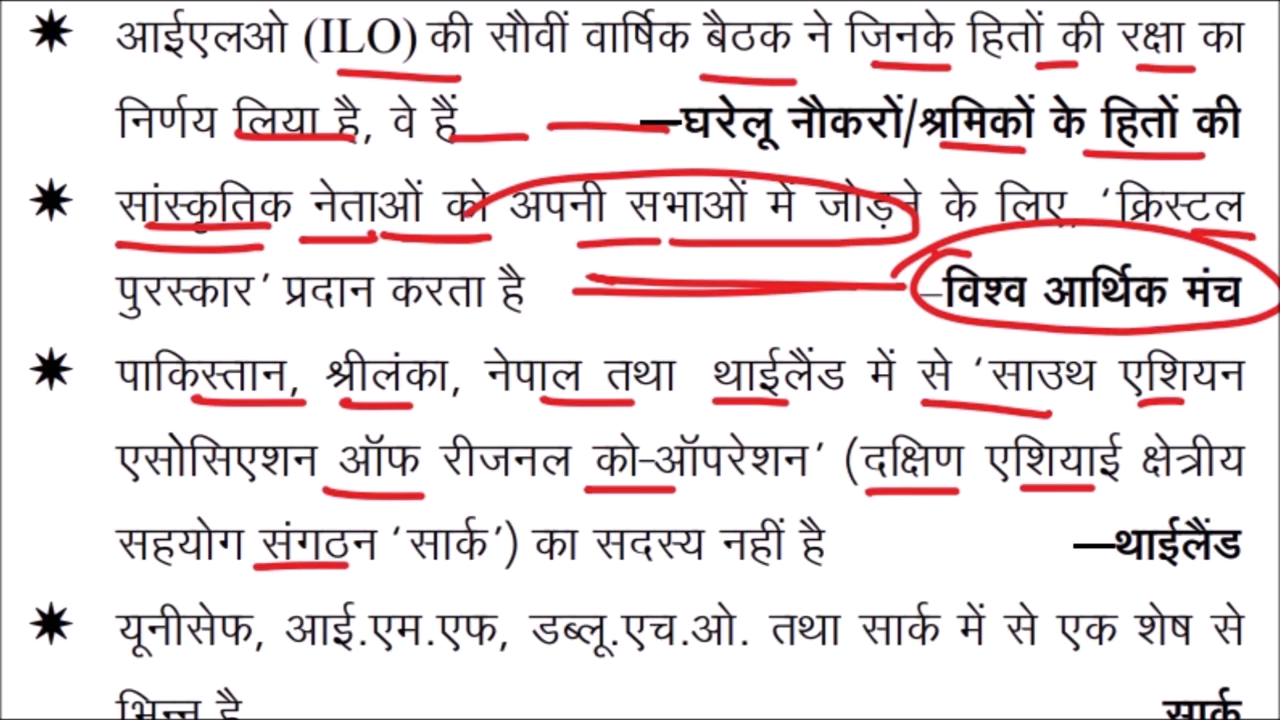 ✷ आईएलओ (ILO) की सौवीं वार्षिक बैठक ने जिनके हितों की रक्षा का
निर्णय लिया है, वे हैं —घरेलू नौकरों/श्रमिकों के हितों की
✷ सांस्कृतिक नेताओं को अपनी सभाओं में जोड़ने के लिए, ‘क्रिस्टल
पुरस्कार’ प्रदान करता है —विश्व आर्थिक मंच
✷ पाकिस्तान, श्रीलंका, नेपाल तथा थाईलैंड में से ‘साउथ एशियन
एसोसिएशन ऑफ रीजनल को-ऑपरेशन’ (दक्षिण एशियाई क्षेत्रीय
सहयोग संगठन ‘सार्क’) का सदस्य नहीं है —थाईलैंड
✷ यूनीसेफ, आई.एम.एफ, डब्लू.एच.ओ. तथा सार्क में से एक शेष से
भिन्न है सार्क